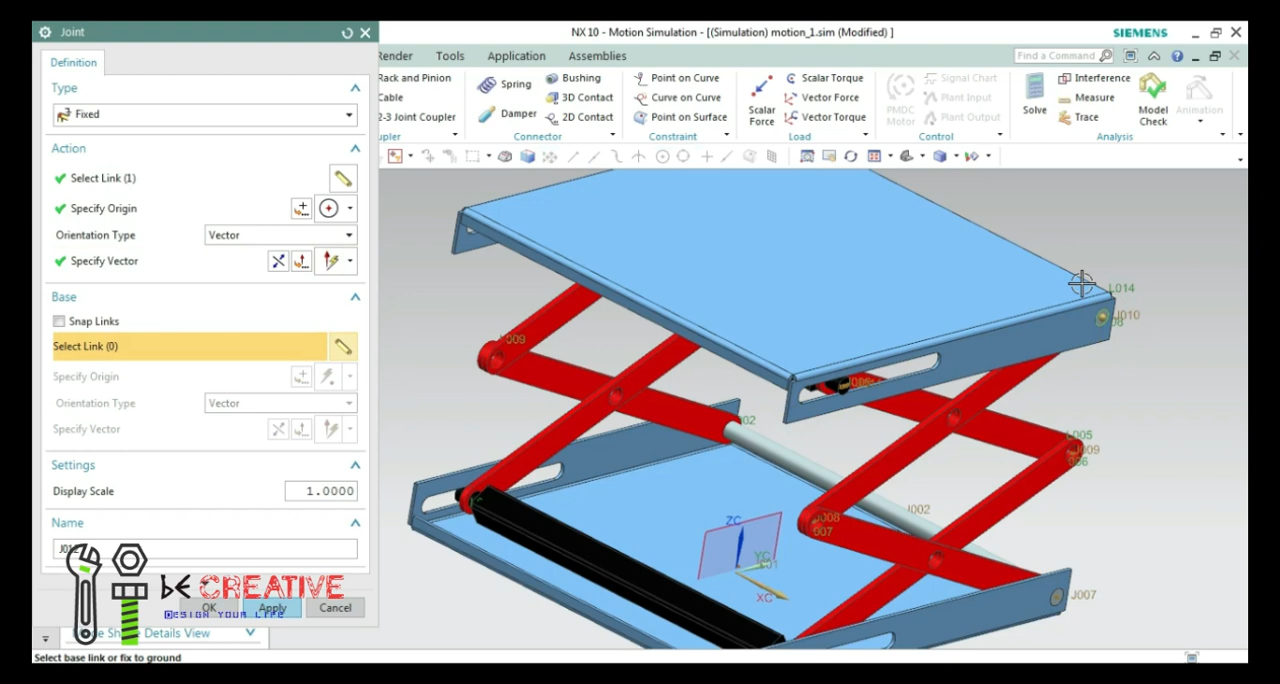 Joint
NX 10 - Motion Simulation - [(Simulation) motion_1.sim (Modified) ]
SIEMENS
Definition
Render
Tools
Application
Assemblies
Find a Command
Type
Fixed
Rack and Pinion
Cable
2-3 Joint Coupler
Spring
Damper
Bushing
3D Contact
2D Contact
Connector
Point on Curve
Curve on Curve
Point on Surface
Constraint
Scalar Force
Scalar Torque
Vector Force
Vector Torque
Load
PMDC Motor
Signal Chart
Plant Input
Plant Output
Control
Solve
Interference
Measure
Trace
Model Check
Animation
Analysis
Action
Select Link (1)
Specify Origin
Orientation Type
Vector
Specify Vector
Base
Snap Links
Select Link (0)
Specify Origin
Orientation Type
Vector
Specify Vector
Settings
Display Scale
1.0000
Name
BE CREATIVE
DESIGN YOUR LIFE
OK
Apply
Cancel
Details View
Select base link or fix to ground
L014
J010
L009
J02
L005
J009
006
J008
007
J002
ZC
YC
XC
J007